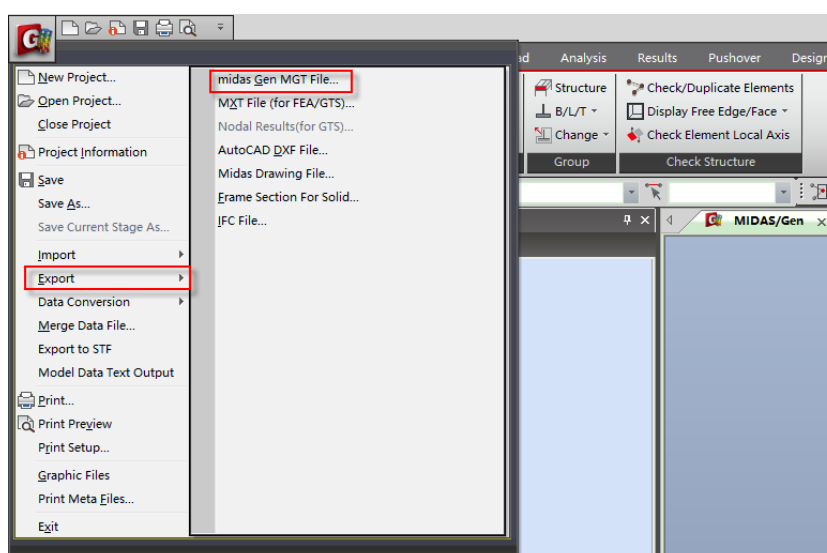 ad Analysis Results Pushover Design
New Project...
Open Project...
Close Project
Project Information
Save
Save As...
Save Current Stage As...
Import
Export
Data Conversion
Merge Data File...
Export to STF
Model Data Text Output
Print...
Print Preview
Print Setup...
Graphic Files
Print Meta Files...
Exit
midas Gen MGT File...
MXT File (for FEA/GTS)...
Nodal Results(for GTS)...
AutoCAD DXF File...
Midas Drawing File...
Frame Section For Solid...
IFC File...
Structure
B/L/T
Change
Group
Check/Duplicate Elements
Display Free Edge/Face
Check Element Local Axis
Check Structure
MIDAS/Gen